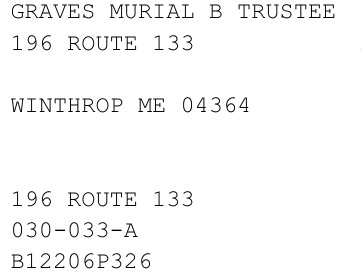 GRAVES MURIAL B TRUSTEE
196 ROUTE 133
WINTHROP ME 04364
196 ROUTE 133
030-033-A
B12206P326